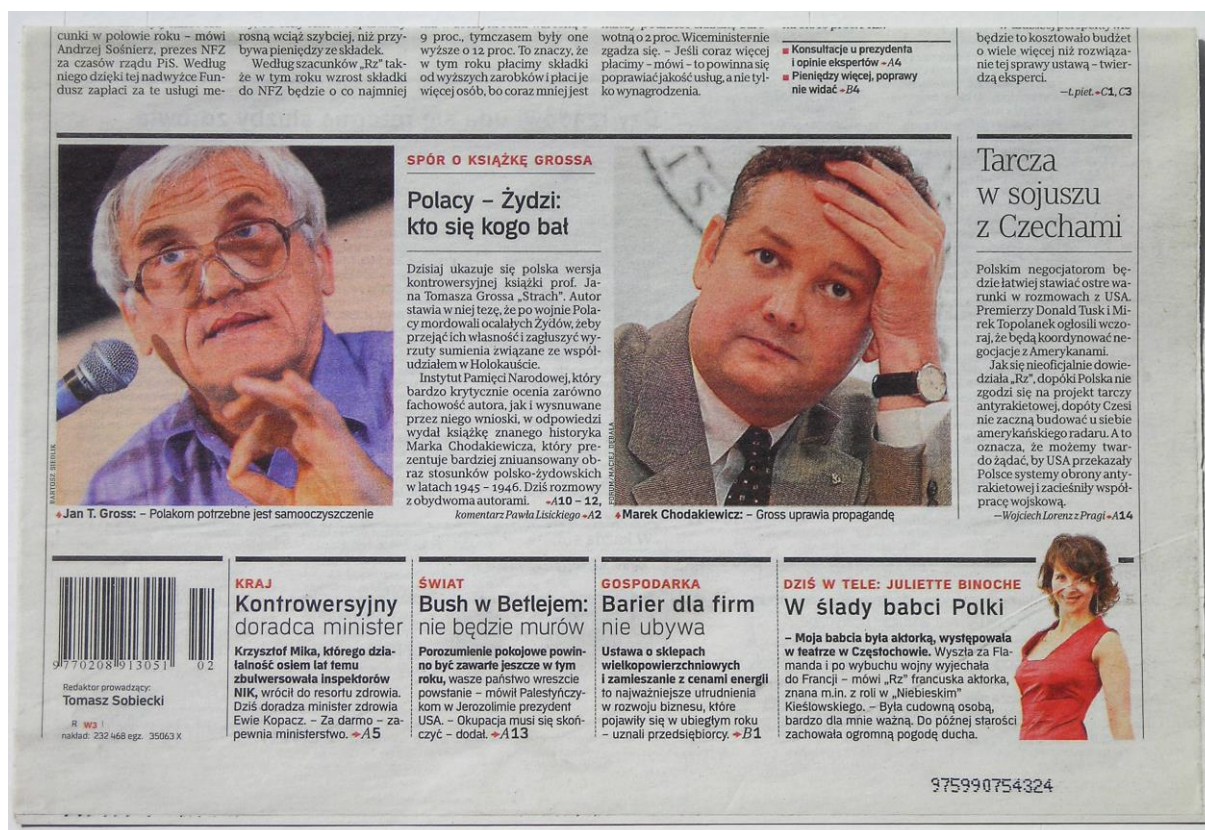 cunki w połowie roku – mówi
Andrzej Sośnierz, prezes NFZ
za czasów rządu PiS. Według
niego dzięki tej nadwyżce Fun-
dusz zapłaci za te usługi me-
rosną wciąż szybciej, niż przy-
bywa pieniędzy ze składek.
Według szacunków „Rz” tak-
że w tym roku wzrost składki
do NFZ będzie o co najmniej
9 proc., tymczasem były one
wyższe o 12 proc. To znaczy, że
w tym roku płacimy składki
od wyższych zarobków i płaci je
więcej osób, bo coraz mniej jest
wotną o 2 proc. Wiceminister nie
zgadza się. – Jeśli coraz więcej
płacimy – mówi – to powinna się
poprawiać jakość usług, a nie tyl-
ko wynagrodzenia.
Konsultacje u prezydenta
i opinie ekspertów A4
Pieniędzy więcej, poprawy
nie widać B4
będzie to kosztowało budżet
o wiele więcej niż rozwiąza-
nie tej sprawy ustawą – twier-
dzą eksperci.
—t.piet. C1, C3
SPÓR O KSIĄŻKĘ GROSSA
Polacy – Żydzi:
kto się kogo bał
Dzisiaj ukazuje się polska wersja
kontrowersyjnej książki prof. Ja-
na Tomasza Grossa „Strach”. Autor
stawia w niej tezę, że po wojnie Pola-
cy mordowali ocalałych Żydów, żeby
przejąć ich własność i zagłuszyć wy-
rzuty sumienia związane ze współ-
udziałem w Holokauście.
Instytut Pamięci Narodowej, który
bardzo krytycznie ocenia zarówno
fachowość autora, jak i wysnuwane
przez niego wnioski, w odpowiedzi
wydał książkę znanego historyka
Marka Chodakiewicza, który pre-
zentuje bardziej zniuansowany ob-
raz stosunków polsko-żydowskich
w latach 1945 – 1946. Dziś rozmowy
z obydwoma autorami. A10 – 12,
komentarz Pawła Lisickiego A2
BARTOSZ SIEDLIK
Jan T. Gross: – Polakom potrzebne jest samooczyszczenie
FORUM/MACIEJ DEBAŁA
Marek Chodakiewicz: – Gross uprawia propagandę
Tarcza
w sojuszu
z Czechami
Polskim negocjatorom bę-
dzie łatwiej stawiać ostre wa-
runki w rozmowach z USA.
Premierzy Donald Tusk i Mi-
rek Topolanek ogłosili wczo-
raj, że będą koordynować ne-
gocjacje z Amerykanami.
Jak się nieoficjalnie dowie-
działa „Rz”, dopóki Polska nie
zgodzi się na projekt tarczy
antyrakietowej, dopóty Czesi
nie zaczną budować u siebie
amerykańskiego radaru. A to
oznacza, że możemy twar-
do żądać, by USA przekazały
Polsce systemy obrony anty-
rakietowej i zacieśniły współ-
pracę wojskową.
—Wojciech Lorenz z Pragi A14
9 770208 913051 02
Redaktor prowadzący:
Tomasz Sobiecki
R W3 !
nakład: 232 468 egz. 35063 X
KRAJ
Kontrowersyjny
doradca minister
Krzysztof Mika, którego dzia-
łalność osiem lat temu
zbulwersowała inspektorów
NIK, wrócił do resortu zdrowia.
Dziś doradza minister zdrowia
Ewie Kopacz. – Za darmo – za-
pewnia ministerstwo. A5
ŚWIAT
Bush w Betlejem:
nie będzie murów
Porozumienie pokojowe powin-
no być zawarte jeszcze w tym
roku, wasze państwo wreszcie
powstanie – mówił Palestyńczy-
kom w Jerozolimie prezydent
USA. – Okupacja musi się skoń-
czyć – dodał. A13
GOSPODARKA
Barier dla firm
nie ubywa
Ustawa o sklepach
wielkopowierzchniowych
i zamieszanie z cenami energii
to najważniejsze utrudnienia
w rozwoju biznesu, które
pojawiły się w ubiegłym roku
– uznali przedsiębiorcy. B1
DZIŚ W TELE: JULIETTE BINOCHE
W ślady babci Polki
– Moja babcia była aktorką, występowała
w teatrze w Częstochowie. Wyszła za Fla-
manda i po wybuchu wojny wyjechała
do Francji – mówi „Rz” francuska aktorka,
znana m.in. z roli w „Niebieskim”
Kieślowskiego. – Była cudowną osobą,
bardzo dla mnie ważną. Do późnej starości
zachowała ogromną pogodę ducha.
975990754324